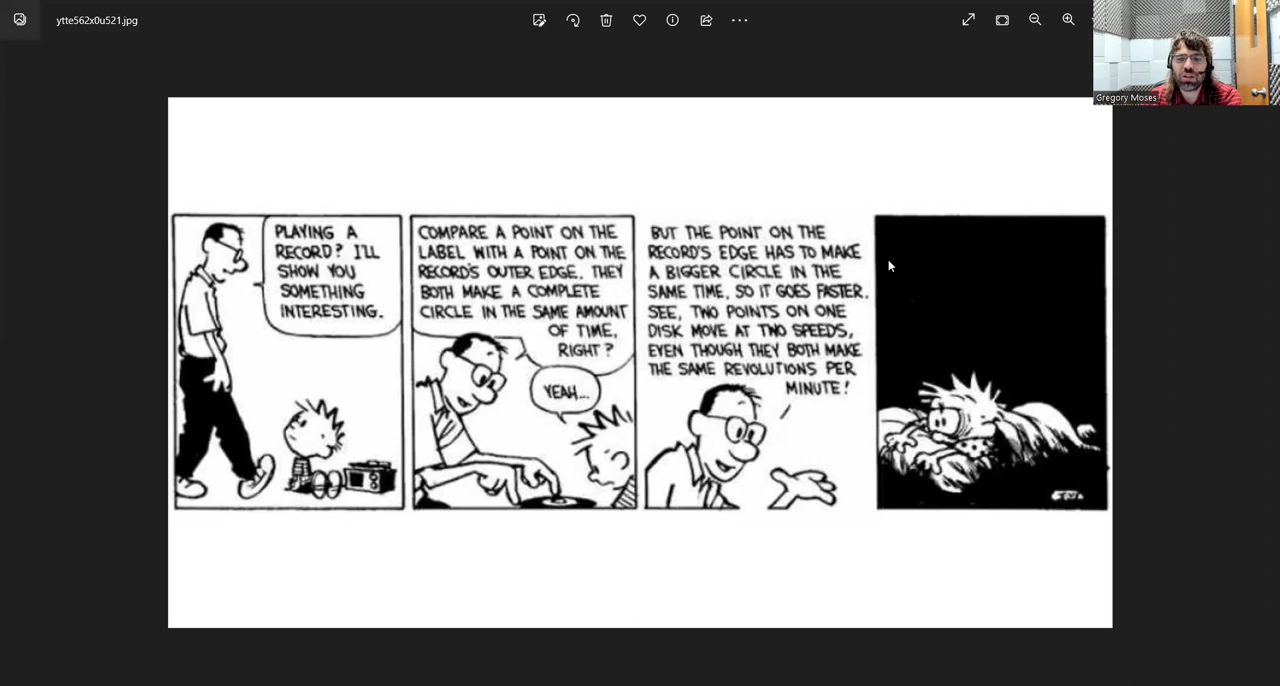 ytte562x0u521.jpg
Gregory Moses
PLAYING A
RECORD? I'LL
SHOW YOU
SOMETHING
INTERESTING.
COMPARE A POINT ON THE
LABEL WITH A POINT ON THE
RECORD'S OUTER EDGE. THEY
BOTH MAKE A COMPLETE
CIRCLE IN THE SAME AMOUNT
OF TIME,
RIGHT?
YEAH...
BUT THE POINT ON THE
RECORD'S EDGE HAS TO MAKE
A BIGGER CIRCLE IN THE
SAME TIME, SO IT GOES FASTER.
SEE, TWO POINTS ON ONE
DISK MOVE AT TWO SPEEDS,
EVEN THOUGH THEY BOTH MAKE
THE SAME REVOLUTIONS PER
MINUTE!